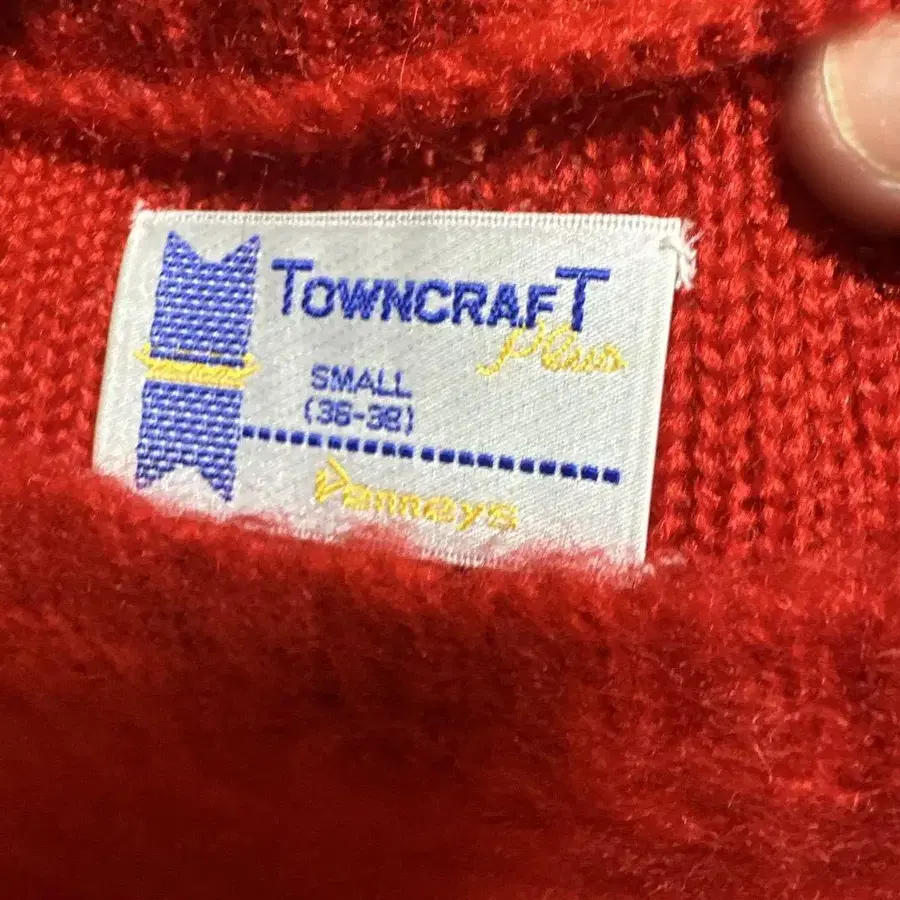 TOWNCRAFT
Plus
SMALL
(36-38)
Penneys